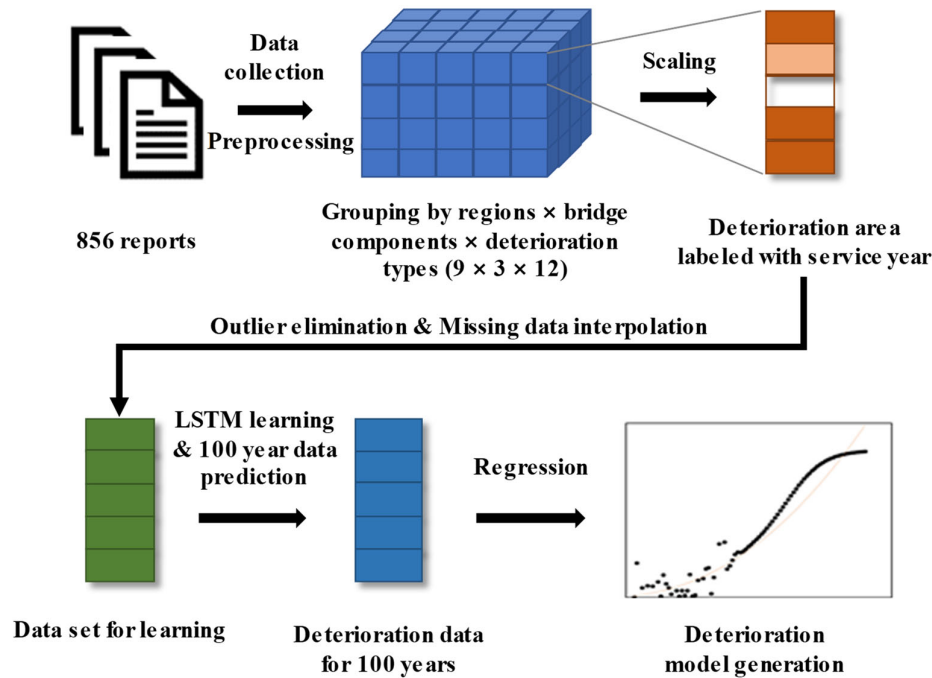 Data
collection
Preprocessing
Scaling
856 reports
Grouping by regions × bridge
components × deterioration
types (9 × 3 × 12)
Deterioration area
labeled with service year
Outlier elimination & Missing data interpolation
LSTM learning
& 100 year data
prediction
Regression
Data set for learning
Deterioration data
for 100 years
Deterioration
model generation